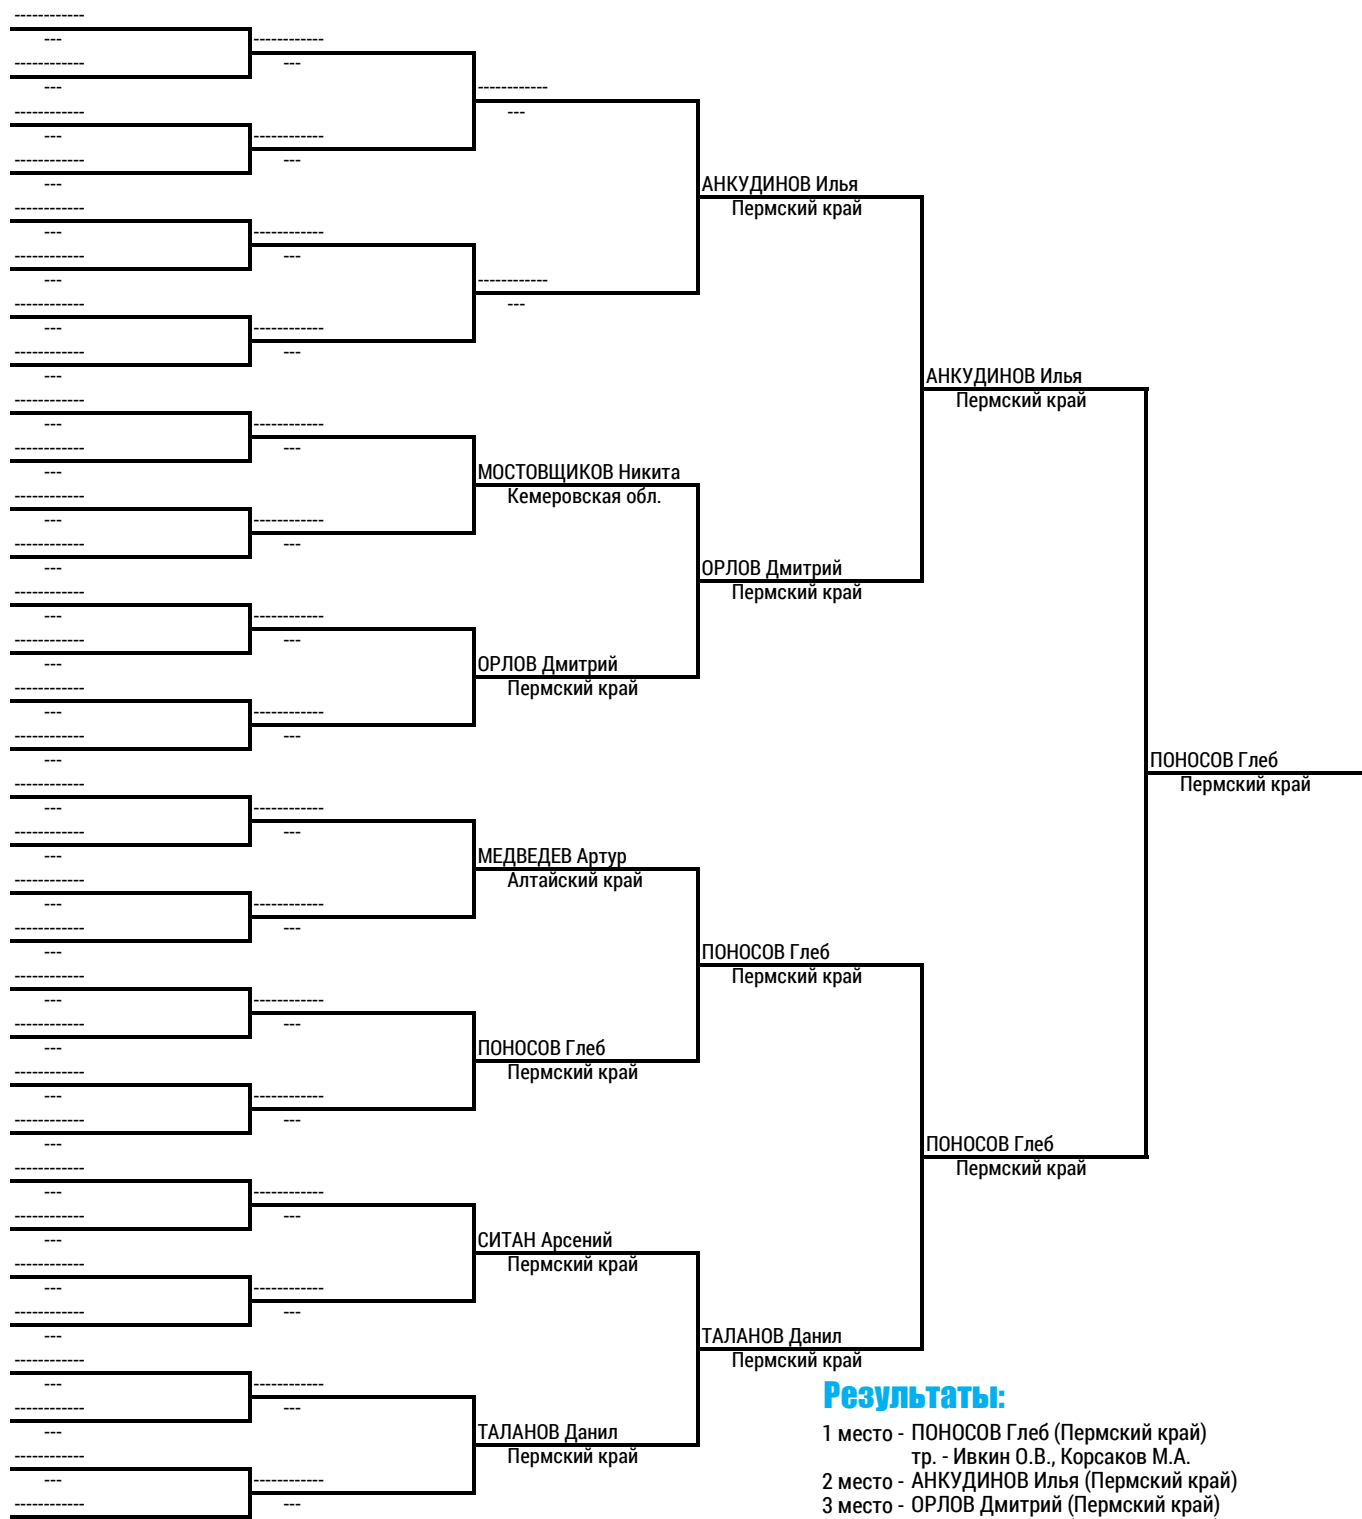 МОСТОВЩИКОВ Никита
Кемеровская обл.
ОРЛОВ Дмитрий
Пермский край
МЕДВЕДЕВ Артур
Алтайский край
ПОНОСОВ Глеб
Пермский край
СИТАН Арсений
Пермский край
ТАЛАНОВ Данил
Пермский край
АНКУДИНОВ Илья
Пермский край
ОРЛОВ Дмитрий
Пермский край
ПОНОСОВ Глеб
Пермский край
ТАЛАНОВ Данил
Пермский край
АНКУДИНОВ Илья
Пермский край
ПОНОСОВ Глеб
Пермский край
ПОНОСОВ Глеб
Пермский край
Результаты:
1 место - ПОНОСОВ Глеб (Пермский край)
тр. - Ивкин О.В., Корсаков М.А.
2 место - АНКУДИНОВ Илья (Пермский край)
3 место - ОРЛОВ Дмитрий (Пермский край)